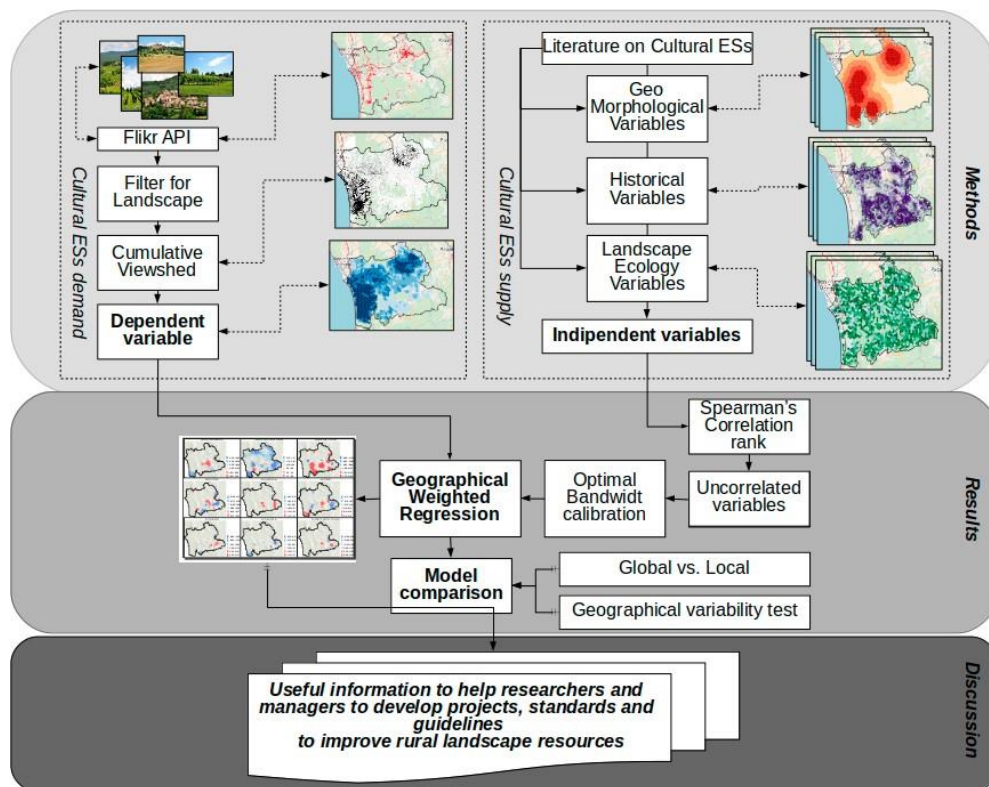 Cultural ESs demand
Flikr API
Filter for
Landscape
Cumulative
Viewshed
Dependent
variable
Cultural ESs supply
Literature on Cultural ESs
Geo
Morphological
Variables
Historical
Variables
Landscape
Ecology
Variables
Indipendent variables
Methods
Spearman's
Correlation
rank
Uncorrelated
variables
Optimal
Bandwidt
calibration
Geographical
Weighted
Regression
Model
comparison
Global vs. Local
Geographical variability test
Results
Useful information to help researchers and
managers to develop projects, standards and
guidelines
to improve rural landscape resources
Discussion